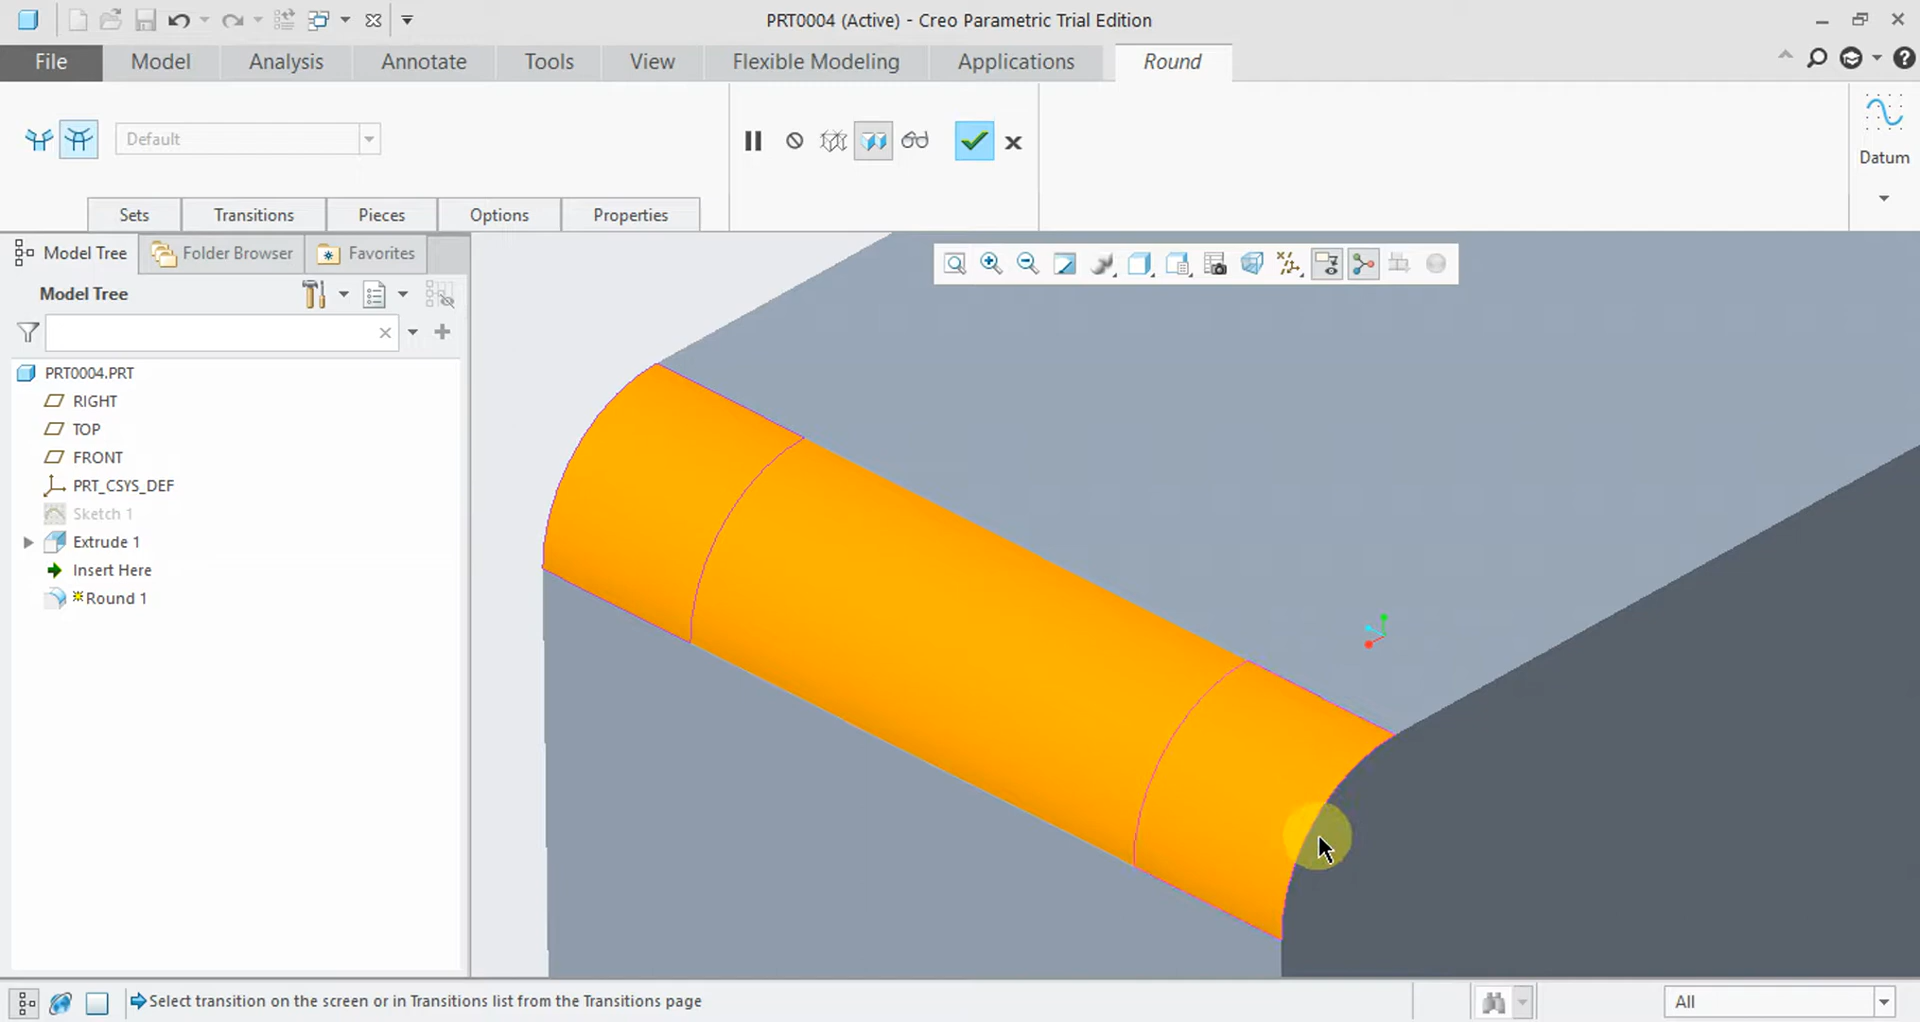 PRT0004 (Active) - Creo Parametric Trial Edition
File Model Analysis Annotate Tools View Flexible Modeling Applications Round
Default
Datum
Sets Transitions Pieces Options Properties
Model Tree Folder Browser Favorites
Model Tree
PRT0004.PRT
RIGHT
TOP
FRONT
PRT_CSYS_DEF
Sketch 1
Extrude 1
Insert Here
Round 1
Select transition on the screen or in Transitions list from the Transitions page
All